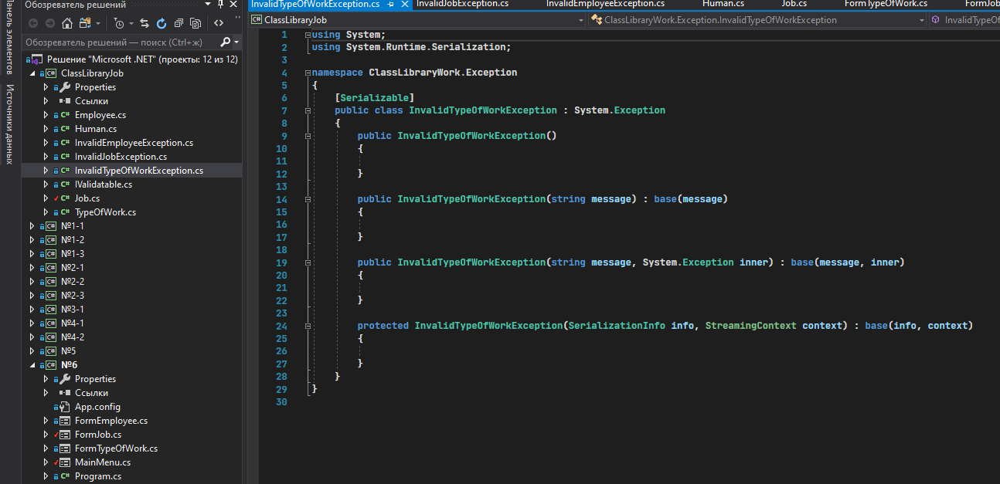 Обозреватель решений
Обозреватель решений — поиск (Ctrl+ж)
Решение "Microsoft .NET" (проекты: 12 из 12)
ClassLibraryJob
Properties
Ссылки
Employee.cs
Human.cs
InvalidEmployeeException.cs
InvalidJobException.cs
InvalidTypeOfWorkException.cs
IValidatable.cs
Job.cs
TypeOfWork.cs
№1-1
№1-2
№1-3
№2-1
№2-2
№2-3
№3-1
№4-1
№4-2
№5
№6
Properties
Ссылки
App.config
FormEmployee.cs
FormJob.cs
FormTypeOfWork.cs
MainMenu.cs
Program.cs
панель элементов
Источники данных
InvalidTypeOfWorkException.cs InvalidJobException.cs InvalidEmployeeException.cs Human.cs Job.cs FormTypeOfWork.cs FormJob
ClassLibraryJob ClassLibraryWork.Exception.InvalidTypeOfWorkException InvalidTypeOf
1 using System;
2 using System.Runtime.Serialization;
3
4 namespace ClassLibraryWork.Exception
5 {
6 [Serializable]
7 public class InvalidTypeOfWorkException : System.Exception
8 {
9 public InvalidTypeOfWorkException()
10 {
11
12 }
13
14 public InvalidTypeOfWorkException(string message) : base(message)
15 {
16
17 }
18
19 public InvalidTypeOfWorkException(string message, System.Exception inner) : base(message, inner)
20 {
21
22 }
23
24 protected InvalidTypeOfWorkException(SerializationInfo info, StreamingContext context) : base(info, context)
25 {
26
27 }
28 }
29 }
30